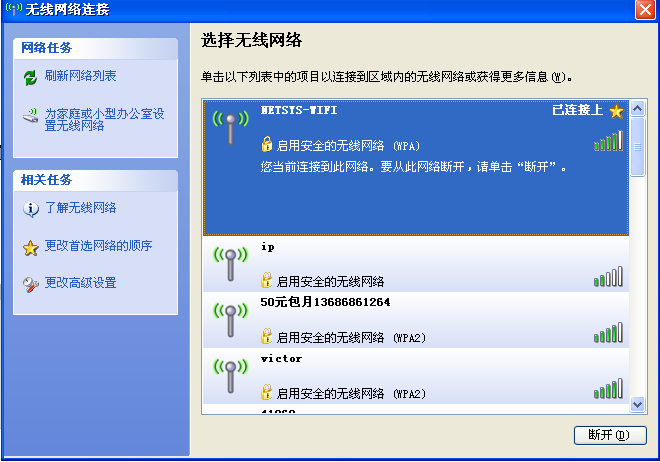 无线网络连接
网络任务
刷新网络列表
为家庭或小型办公室设
置无线网络
相关任务
了解无线网络
更改首选网络的顺序
更改高级设置
选择无线网络
单击以下列表中的项目以连接到区域内的无线网络或获得更多信息(W)。
NETSYS-WIFI 已连接上
启用安全的无线网络 (WPA)
您当前连接到此网络。要从此网络断开，请单击“断开”。
ip
启用安全的无线网络
50元包月13686861264
启用安全的无线网络 (WPA2)
victor
启用安全的无线网络 (WPA2)
断开(D)